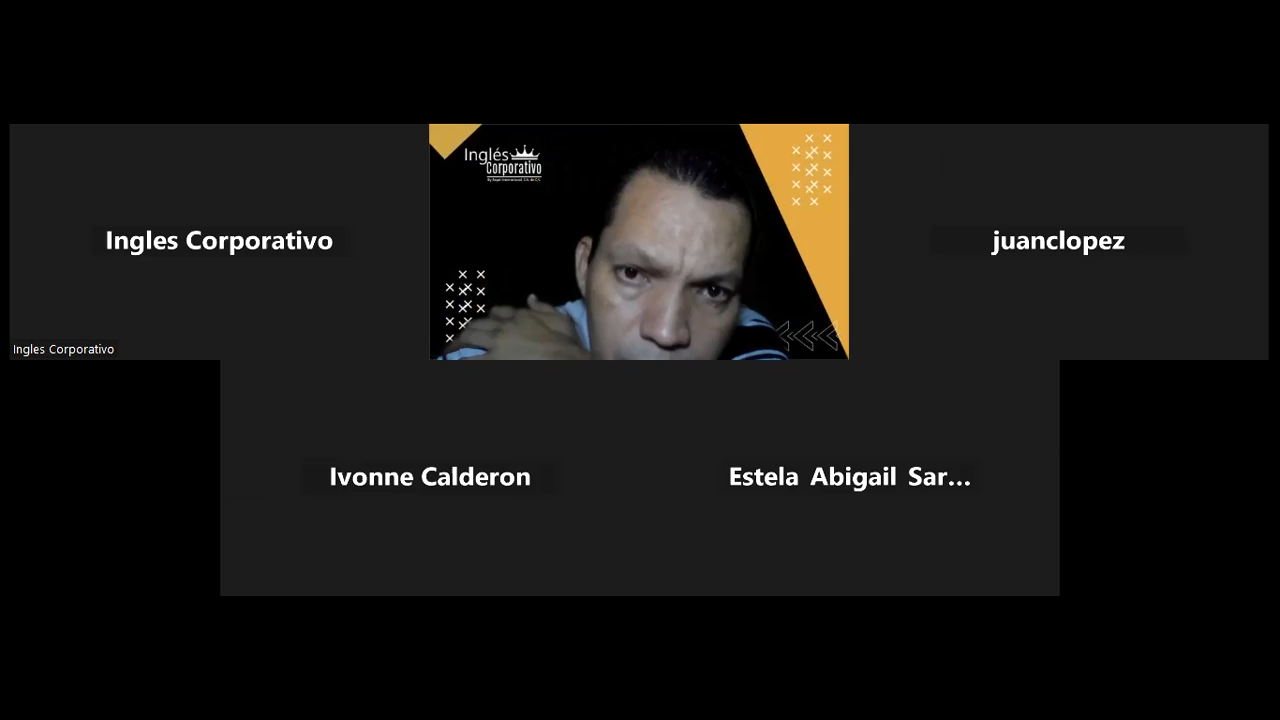 Ingles Corporativo
Ingles Corporativo
Inglés
Corporativo
juanclopez
Ivonne Calderon
Estela Abigail Sar...